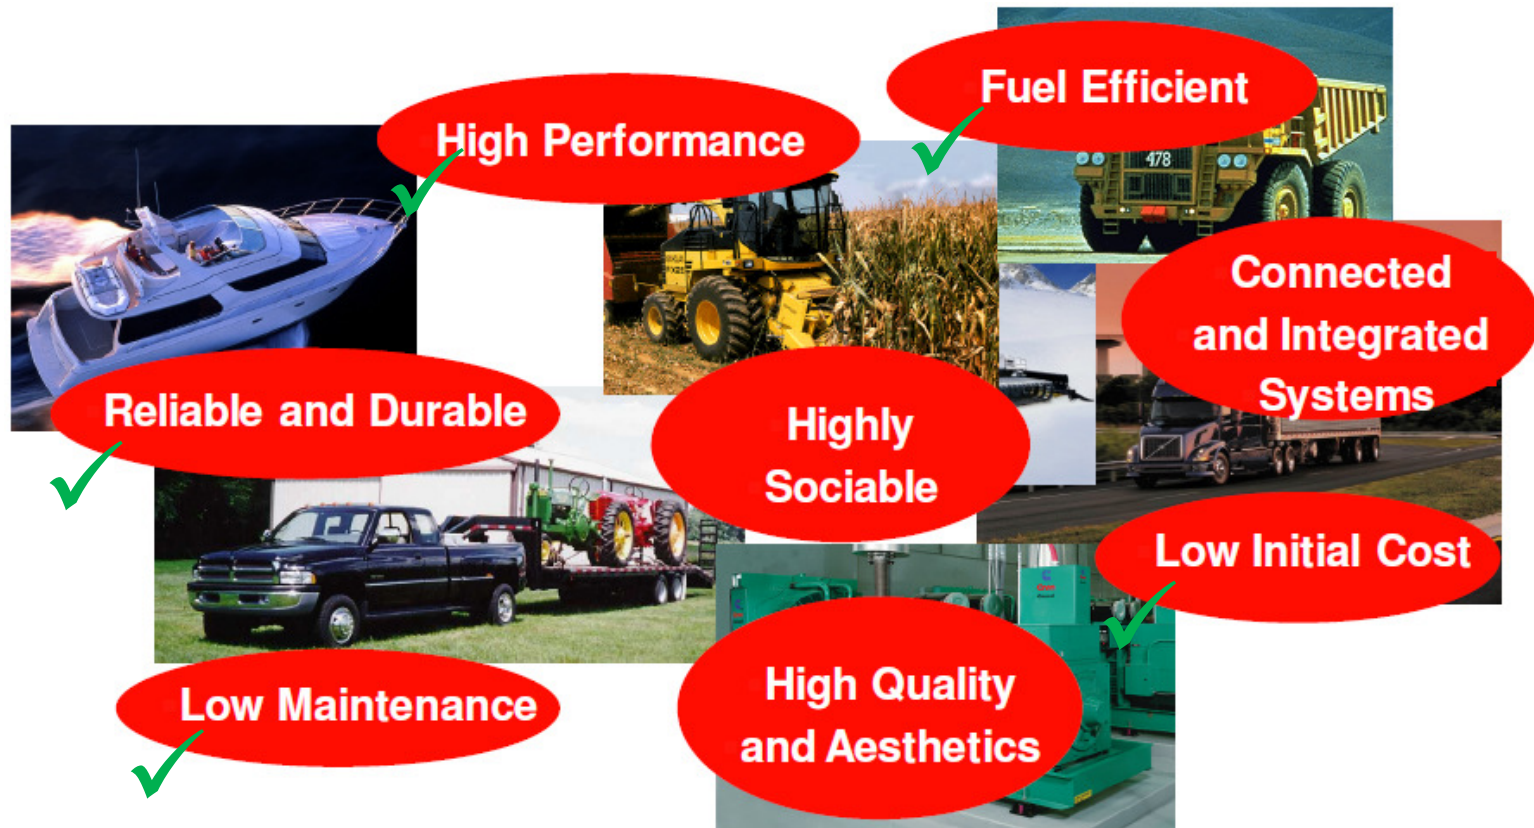 Fuel Efficient
High Performance
478
Connected
and Integrated
Systems
Reliable and Durable
Highly
Sociable
Low Initial Cost
High Quality
and Aesthetics
Low Maintenance